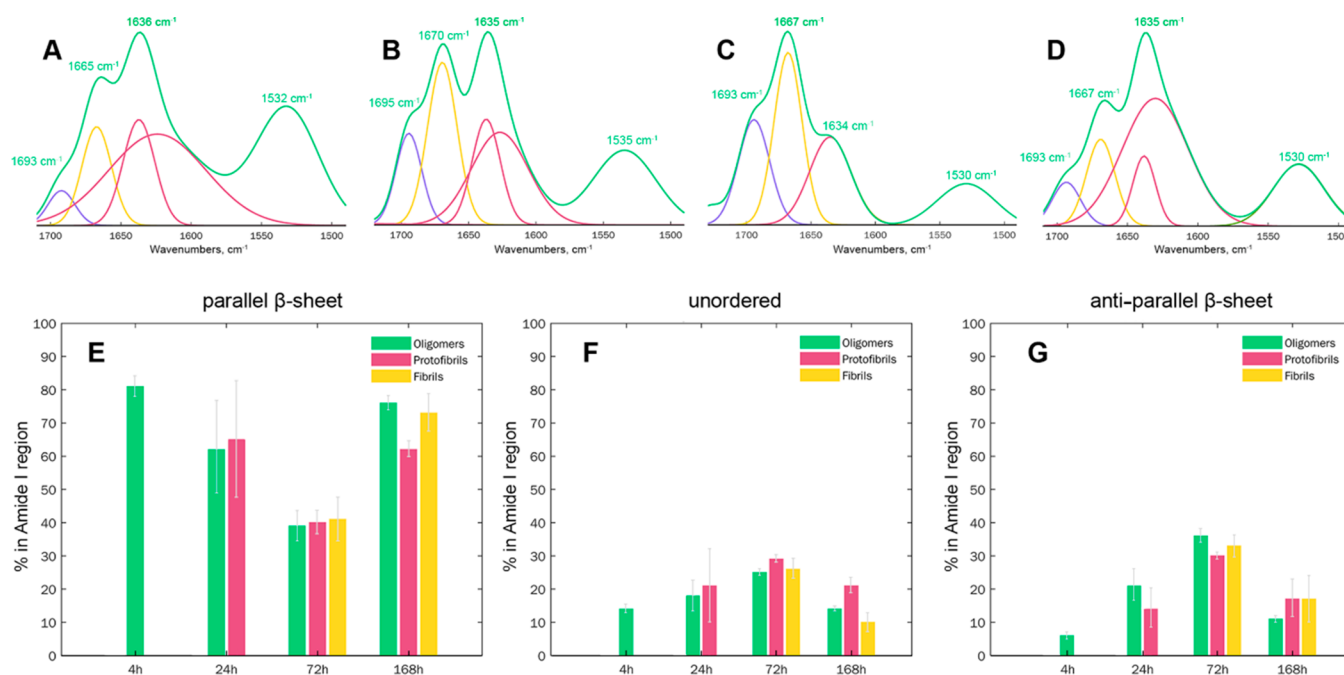 A
1636 cm⁻¹
1665 cm⁻¹
1532 cm⁻¹
1693 cm⁻¹
1700 1650 1600 1550 1500
Wavenumbers, cm⁻¹
B
1635 cm⁻¹
1670 cm⁻¹
1695 cm⁻¹
1535 cm⁻¹
1700 1650 1600 1550 1500
Wavenumbers, cm⁻¹
C
1667 cm⁻¹
1693 cm⁻¹
1634 cm⁻¹
1530 cm⁻¹
1700 1650 1600 1550 1500
Wavenumbers, cm⁻¹
D
1635 cm⁻¹
1667 cm⁻¹
1693 cm⁻¹
1530 cm⁻¹
1700 1650 1600 1550 1500
Wavenumbers, cm⁻¹
parallel β-sheet
E
Oligomers
Protofibrils
Fibrils
% in Amide I region
100
90
80
70
60
50
40
30
20
10
0
4h 24h 72h 168h
unordered
F
Oligomers
Protofibrils
Fibrils
% in Amide I region
100
90
80
70
60
50
40
30
20
10
0
4h 24h 72h 168h
anti-parallel β-sheet
G
Oligomers
Protofibrils
Fibrils
% in Amide I region
100
90
80
70
60
50
40
30
20
10
0
4h 24h 72h 168h